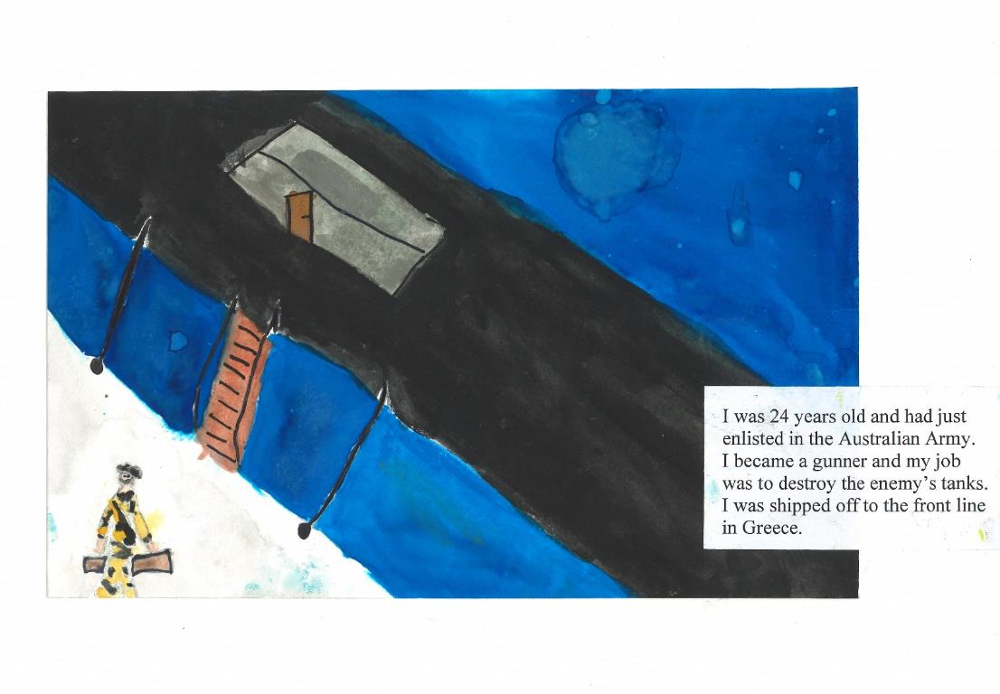 I was 24 years old and had just
enlisted in the Australian Army.
I became a gunner and my job
was to destroy the enemy’s tanks.
I was shipped off to the front line
in Greece.